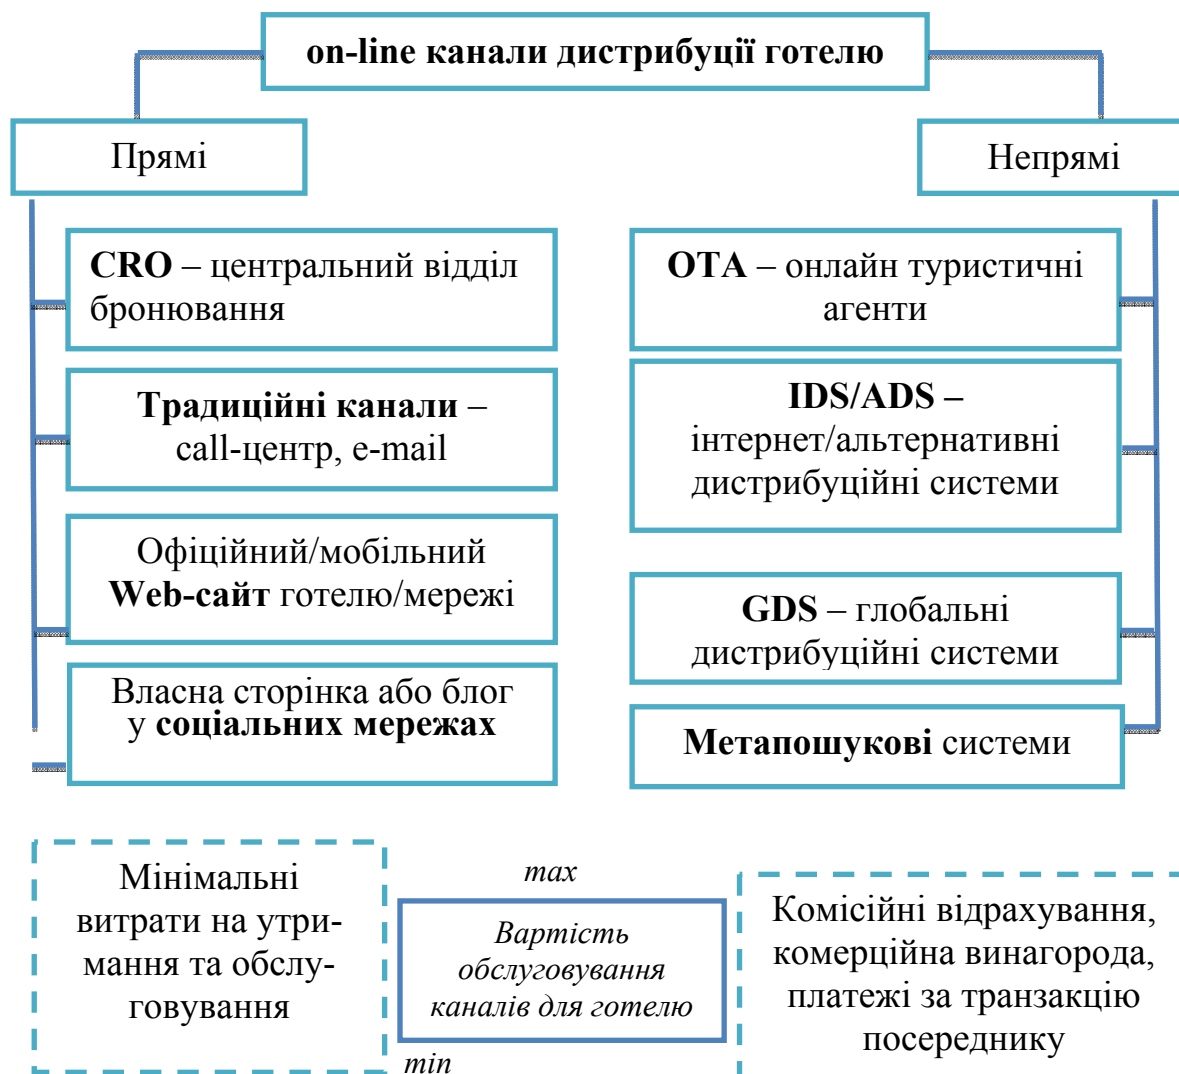 on-line канали дистрибуції готелю
Прямі
Непрямі
CRO – центральний відділ
бронювання
Традиційні канали –
call-центр, e-mail
Офіційний/мобільний
Web-сайт готелю/мережі
Власна сторінка або блог
у соціальних мережах
OTA – онлайн туристичні
агенти
IDS/ADS –
інтернет/альтернативні
дистрибуційні системи
GDS – глобальні
дистрибуційні системи
Метапошукові системи
Мінімальні
витрати на утри-
мання та обслу-
говування
max
Вартість
обслуговування
каналів для готелю
min
Комісійні відрахування,
комерційна винагорода,
платежі за транзакцію
посереднику